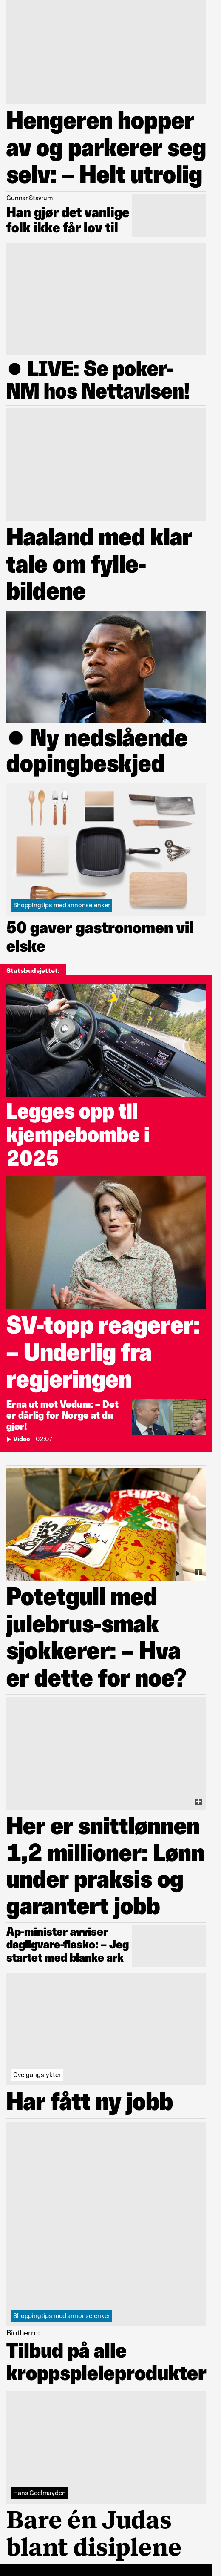 Hengeren hopper
av og parkerer seg
selv: – Helt utrolig
Gunnar Stavrum
Han gjør det vanlige
folk ikke får lov til
● LIVE: Se poker-
NM hos Nettavisen!
Haaland med klar
tale om fylle-
bildene
● Ny nedslående
dopingbeskjed
Shoppingtips med annonselenker
50 gaver gastronomen vil
elske
Statsbudsjettet:
Legges opp til
kjempebombe i
2025
SV-topp reagerer:
– Underlig fra
regjeringen
Erna ut mot Vedum: – Det
er dårlig for Norge at du
gjør!
Video | 02:07
CHIPS
Potetgull med
julebrus-smak
sjokkerer: – Hva
er dette for noe?
Her er snittlønnen
1,2 millioner: Lønn
under praksis og
garantert jobb
Ap-minister avviser
dagligvare-fiasko: – Jeg
startet med blanke ark
Overgangsrykter
Har fått ny jobb
Shoppingtips med annonselenker
Biotherm:
Tilbud på alle
kroppspleieprodukter
Hans Geelmuyden
Bare én Judas
blant disiplene